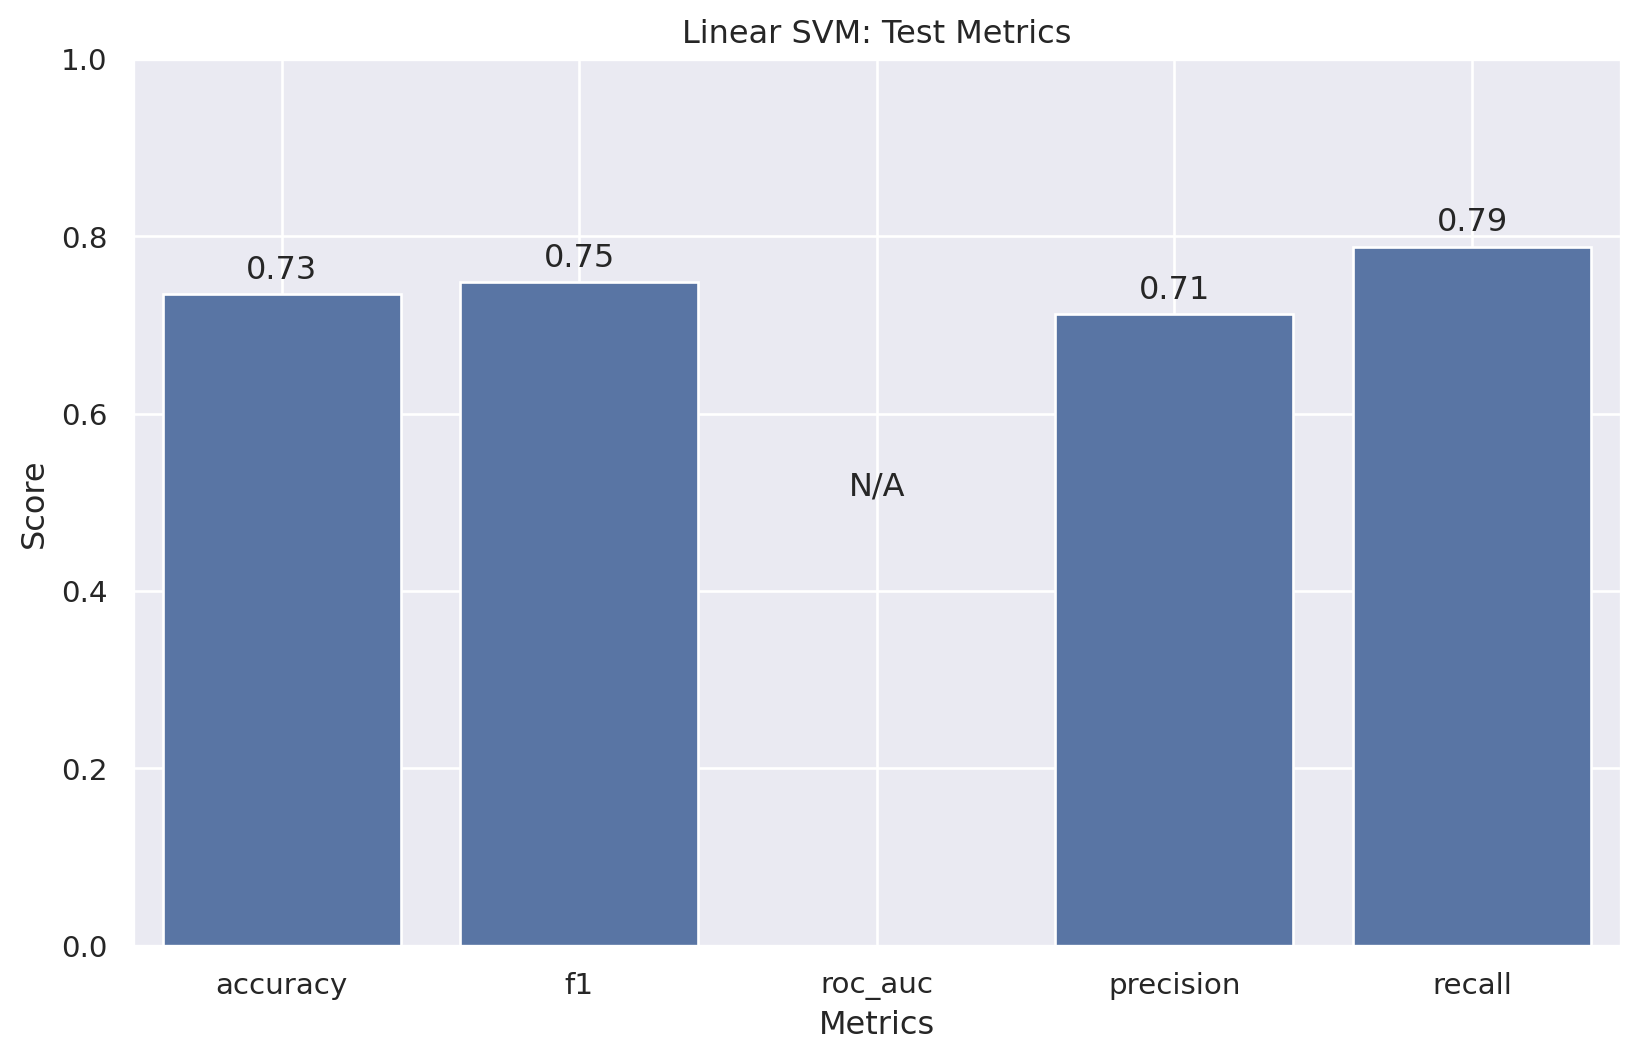 Linear SVM: Test Metrics
1.0
0.8
0.6
0.4
0.2
0.0
Score
0.73
0.75
N/A
0.71
0.79
accuracy
f1
roc_auc
precision
recall
Metrics